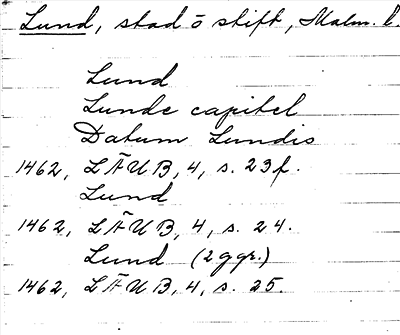 Lund, stad o stift, Malm. l.
Lund
Lunde capitel
Datum Lundis
1462, LÄUB, 4, s. 23f.
Lund
1462, LÄUB, 4, s. 24.
Lund (2 ggr.)
1462, LÄUB, 4, s. 25.